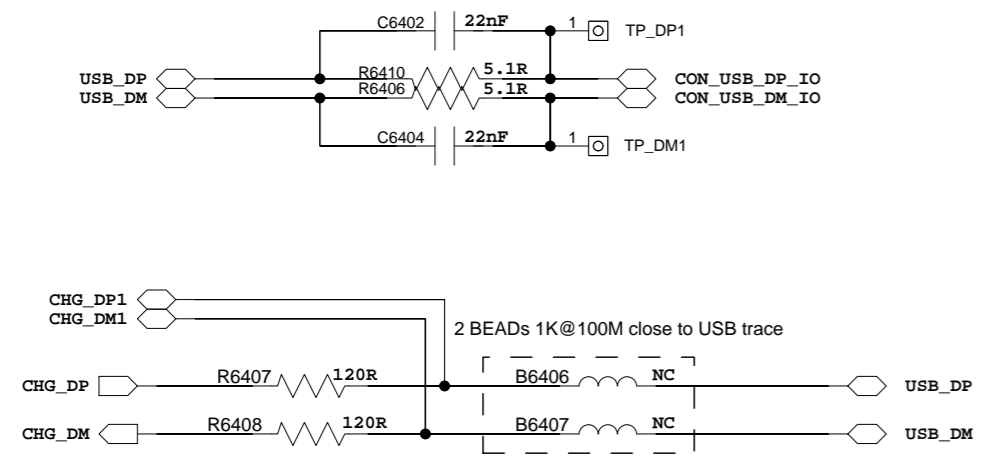 C6402 22nF 1 TP_DP1
USB_DP R6410 5.1R CON_USB_DP_IO
USB_DM R6406 5.1R CON_USB_DM_IO
C6404 22nF 1 TP_DM1
CHG_DP1
CHG_DM1
2 BEADs 1K@100M close to USB trace
CHG_DP R6407 120R B6406 NC USB_DP
CHG_DM R6408 120R B6407 NC USB_DM